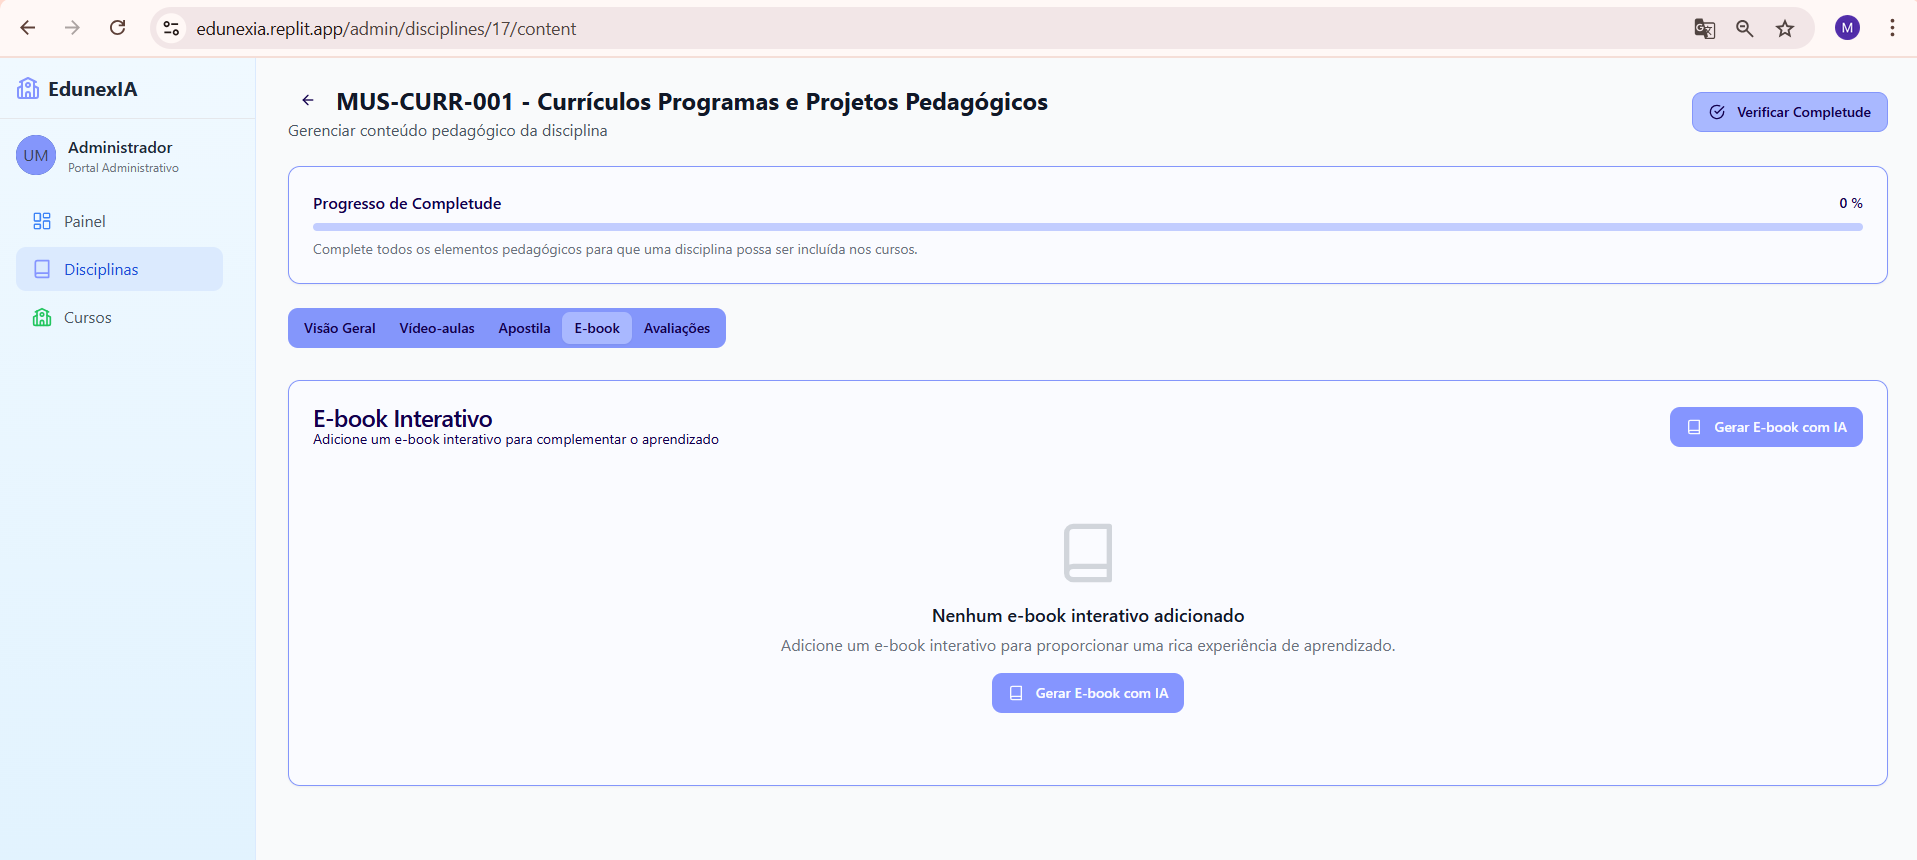 edunexia.replit.app/admin/disciplines/17/content
M
EdunexIA
UM
Administrador
Portal Administrativo
Painel
Disciplinas
Cursos
MUS-CURR-001 - Currículos Programas e Projetos Pedagógicos
Gerenciar conteúdo pedagógico da disciplina
Verificar Completude
Progresso de Completude
0 %
Complete todos os elementos pedagógicos para que uma disciplina possa ser incluída nos cursos.
Visão Geral Vídeo-aulas Apostila E-book Avaliações
E-book Interativo
Adicione um e-book interativo para complementar o aprendizado
Gerar E-book com IA
Nenhum e-book interativo adicionado
Adicione um e-book interativo para proporcionar uma rica experiência de aprendizado.
Gerar E-book com IA